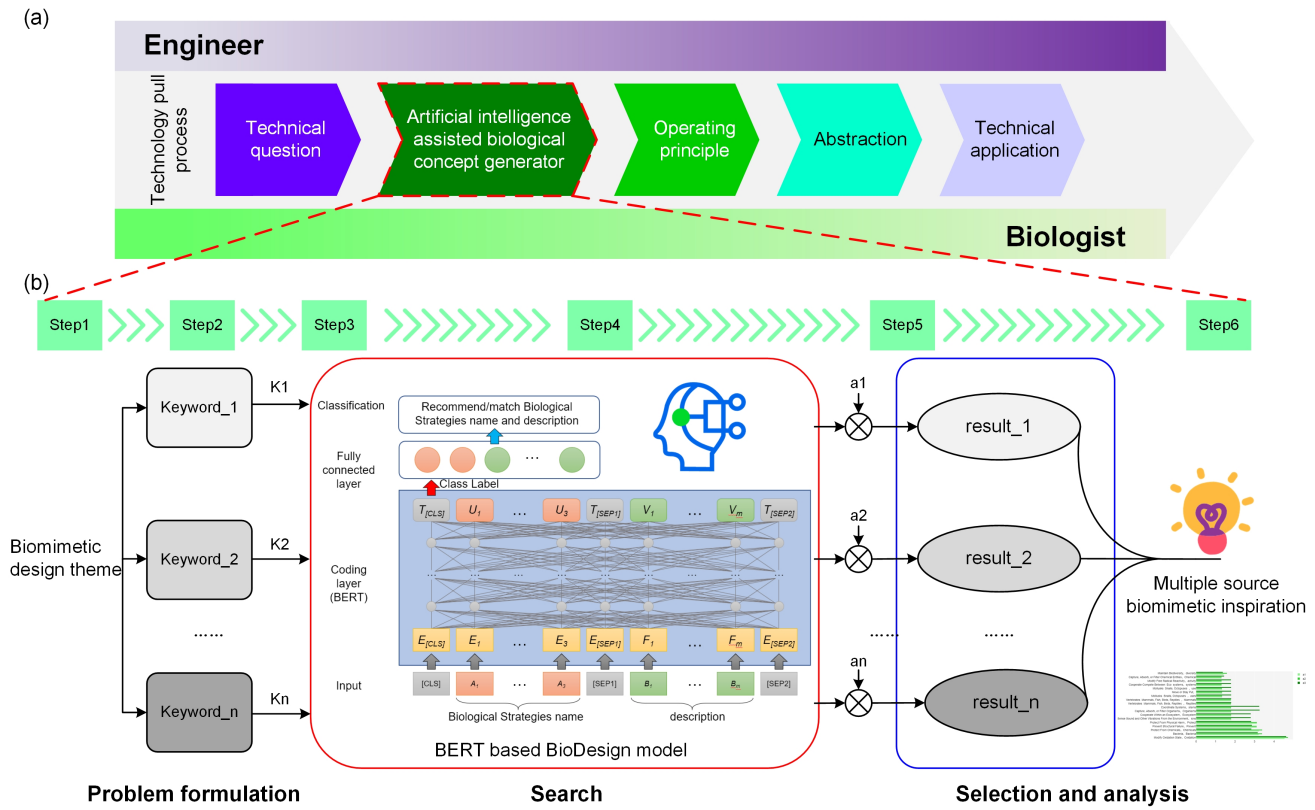 (a)
Engineer
Technology pull
process
Technical
question
Artificial intelligence
assisted biological
concept generator
Operating
principle
Abstraction
Technical
application
Biologist
(b)
Step1
Step2
Step3
Step4
Step5
Step6
Biomimetic
design theme
Keyword_1
K1
Keyword_2
K2
......
Keyword_n
Kn
Classification
Recommend/match Biological
Strategies name and description
Fully
connected
layer
...
Class Label
T[CLS] U1 ... U3 T[SEP1] V1 ... Vm T[SEP2]
Coding
layer
(BERT)
E[CLS] E1 ... E3 E[SEP1] F1 ... Fm E[SEP2]
Input
[CLS] A1 ... A3 [SEP1] B1 ... Bm [SEP2]
Biological Strategies name
description
BERT based BioDesign model
a1
result_1
a2
result_2
...... ......
an
result_n
Multiple source
biomimetic inspiration
Problem formulation
Search
Selection and analysis